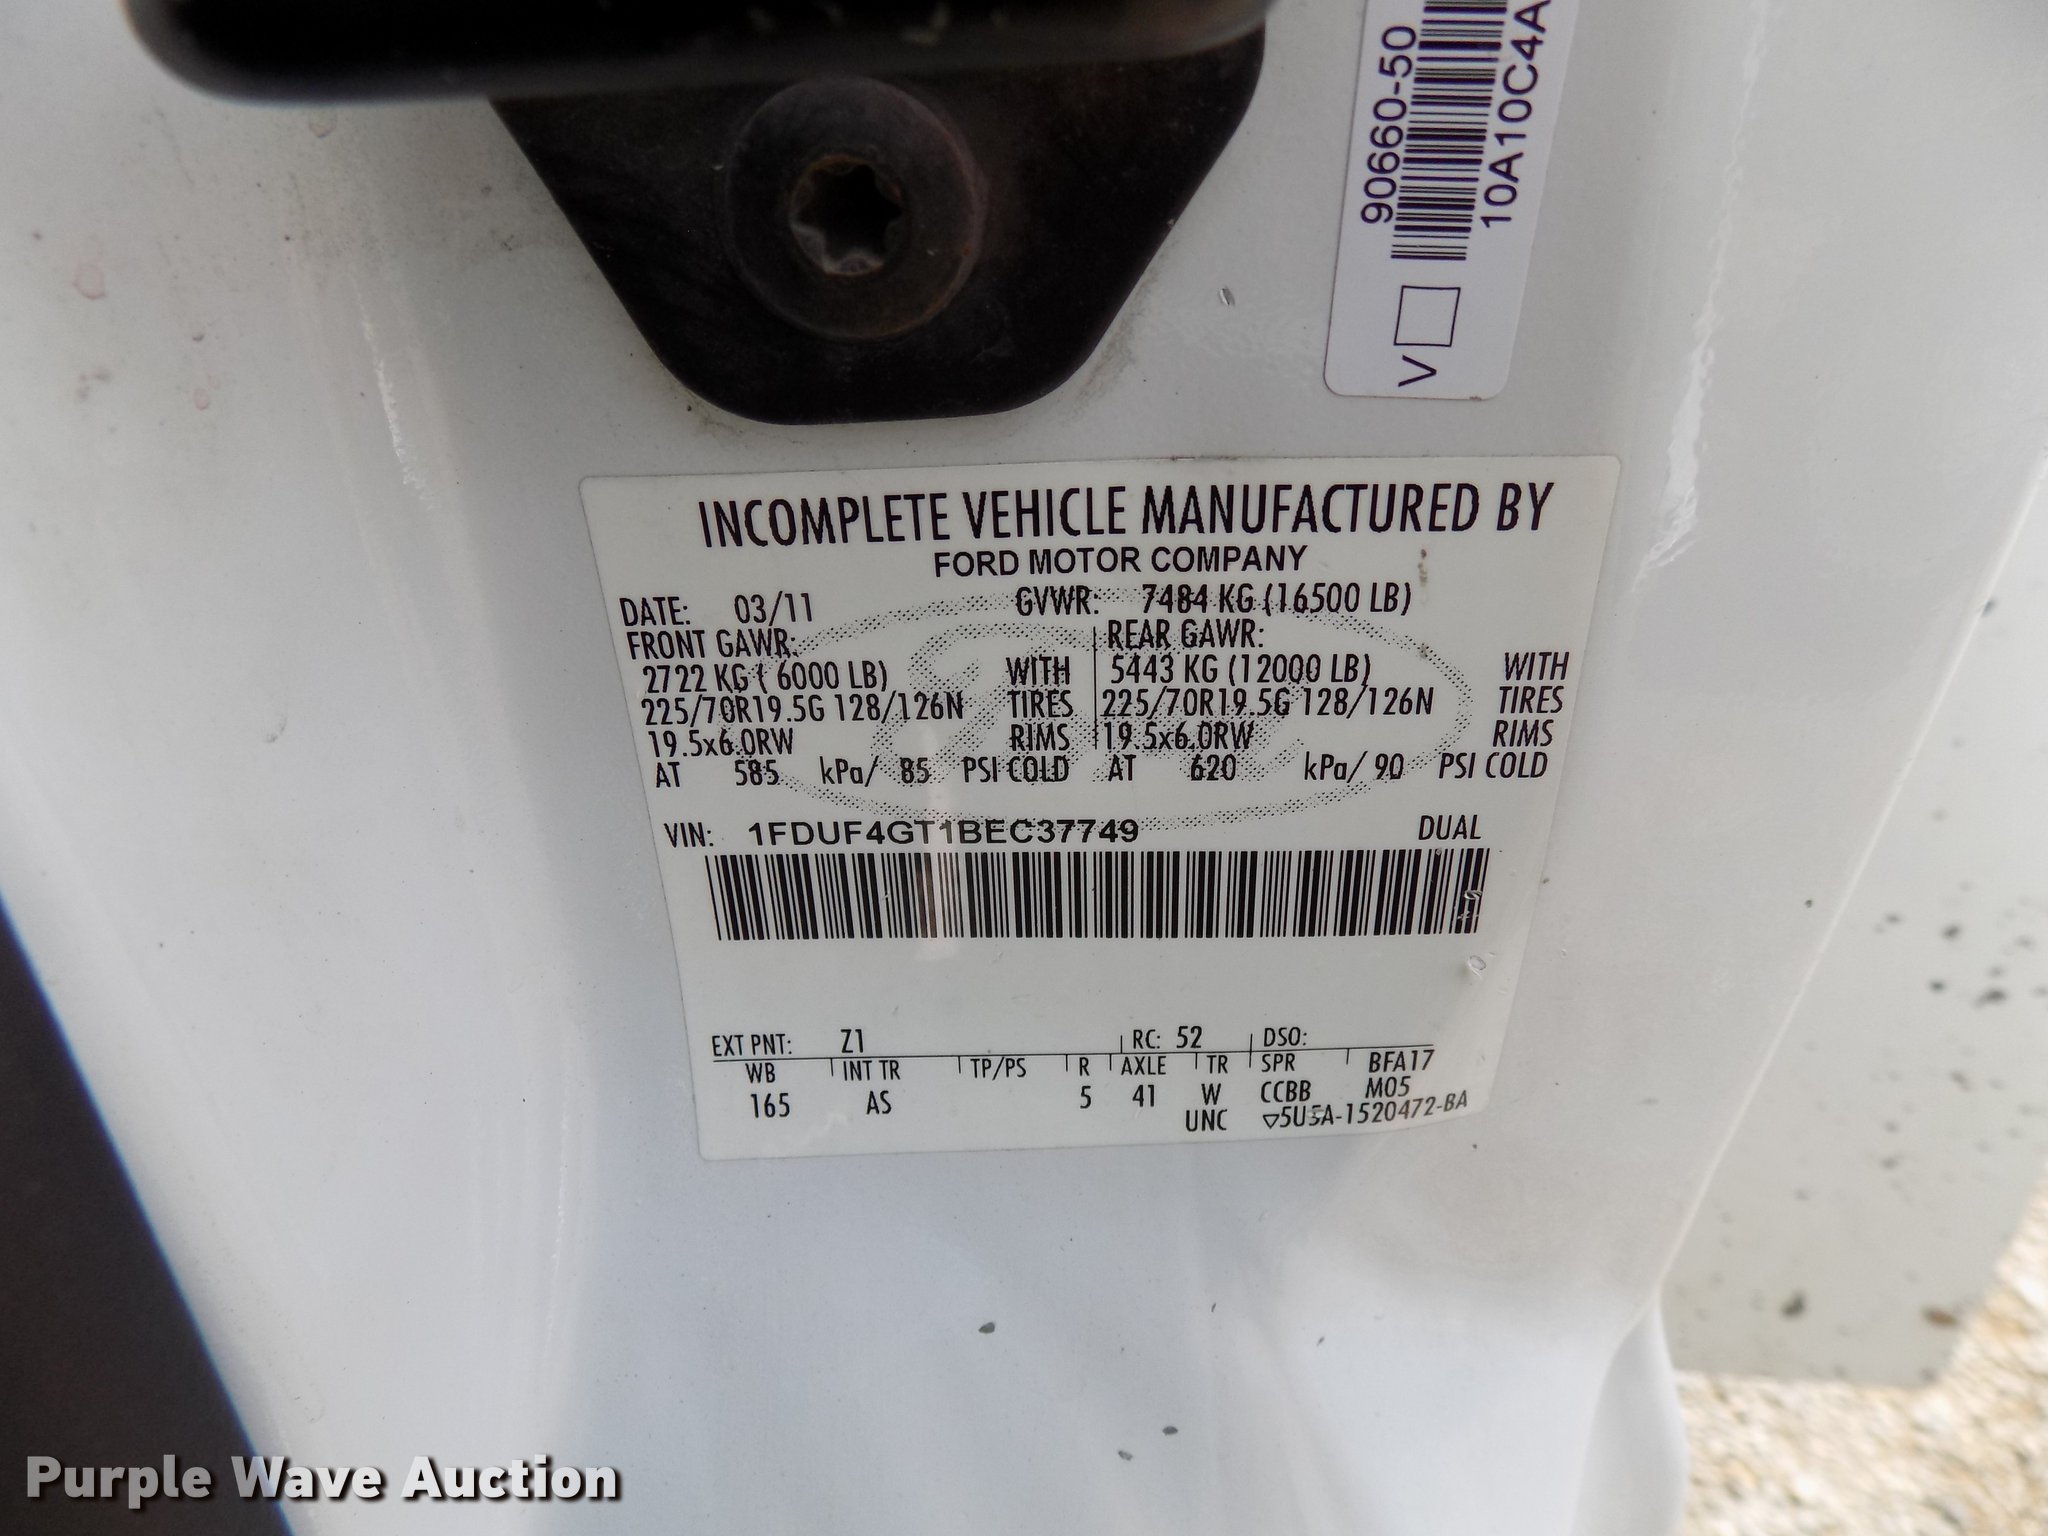 90660-50
10A10C4A
V
INCOMPLETE VEHICLE MANUFACTURED BY
FORD MOTOR COMPANY
DATE: 03/11 GVWR: 7484 KG (16500 LB)
FRONT GAWR: REAR GAWR:
2722 KG ( 6000 LB) WITH 5443 KG (12000 LB) WITH
225/70R19.5G 128/126N TIRES 225/70R19.5G 128/126N TIRES
19.5x6.0RW RIMS 19.5x6.0RW RIMS
AT 585 kPa/ 85 PSI COLD AT 620 kPa/ 90 PSI COLD
VIN: 1FDUF4GT1BEC37749 DUAL
EXT PNT: Z1 RC: 52 DSO:
WB INT TR TP/PS R AXLE TR SPR BFA17
165 AS 5 41 W CCBB M05
UNC ▽5U5A-1520472-BA
Purple Wave Auction